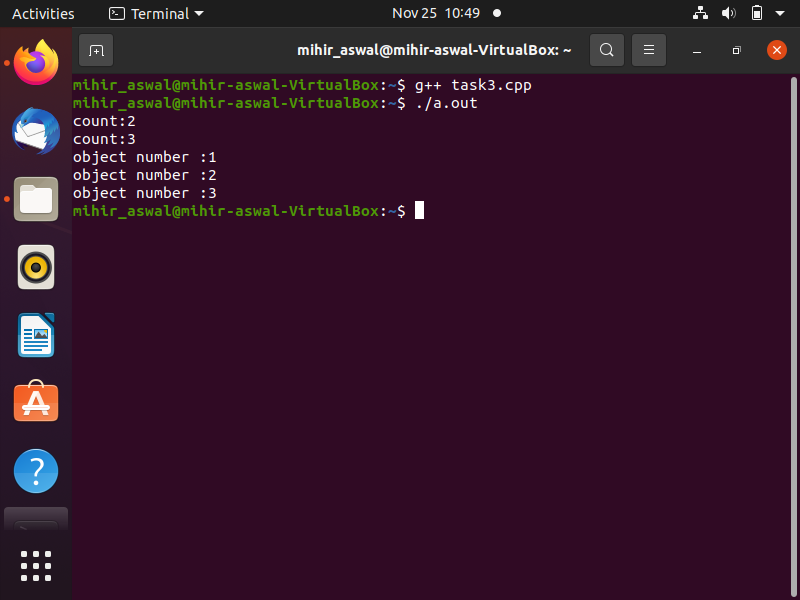 Activities
Terminal
Nov 25 10:49
mihir_aswal@mihir-aswal-VirtualBox: ~
mihir_aswal@mihir-aswal-VirtualBox:~$ g++ task3.cpp
mihir_aswal@mihir-aswal-VirtualBox:~$ ./a.out
count:2
count:3
object number :1
object number :2
object number :3
mihir_aswal@mihir-aswal-VirtualBox:~$